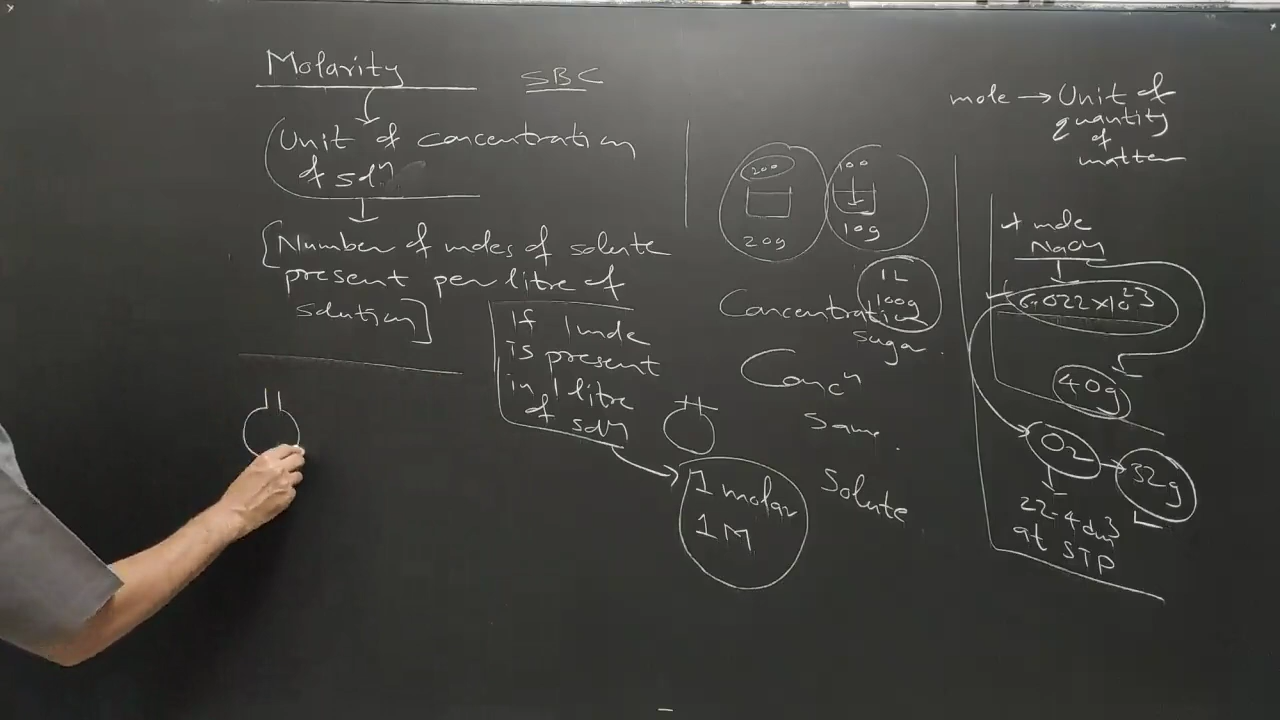 Molarity
SBC
Unit of concentration
of solⁿ
[Number of moles of solute
present per litre of
solution]
If 1 mole
is present
in 1 litre
of solⁿ
1 molar
1 M
200
20g
100
10g
1L
100g
Concentration
sugar.
Concⁿ
same.
Solute
mole → Unit of
quantity
of
matter
1 mole
NaOH
6.022 × 10²³
40g
O₂
32g
22.4 dm³
at STP